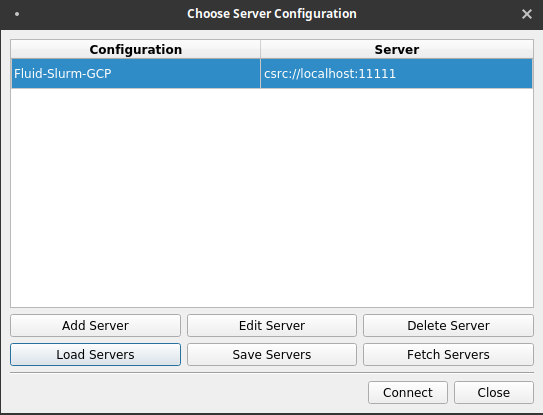 Choose Server Configuration
Configuration Server
Fluid-Slurm-GCP csrc://localhost:11111
Add Server Edit Server Delete Server
Load Servers Save Servers Fetch Servers
Connect Close